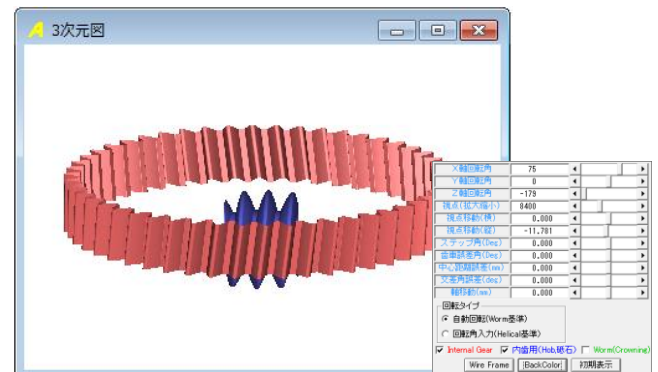 3次元図
X軸回転角 75
Y軸回転角 0
Z軸回転角 -179
視点(拡大縮小) 8400
視点移動(横) 0.000
視点移動(縦) -11.781
ステップ角(Deg) 0.000
歯車誤差角(Deg) 0.000
中心距離誤差(mm) 0.000
交差角誤差(deg) 0.000
軸移動(mm) 0.000
回転タイプ
自動回転(Worm基準)
回転角入力(Helical基準)
Internal Gear 内歯用(Hob,砥石) Worm(Crowning)
Wire Frame |BackColor| 初期表示